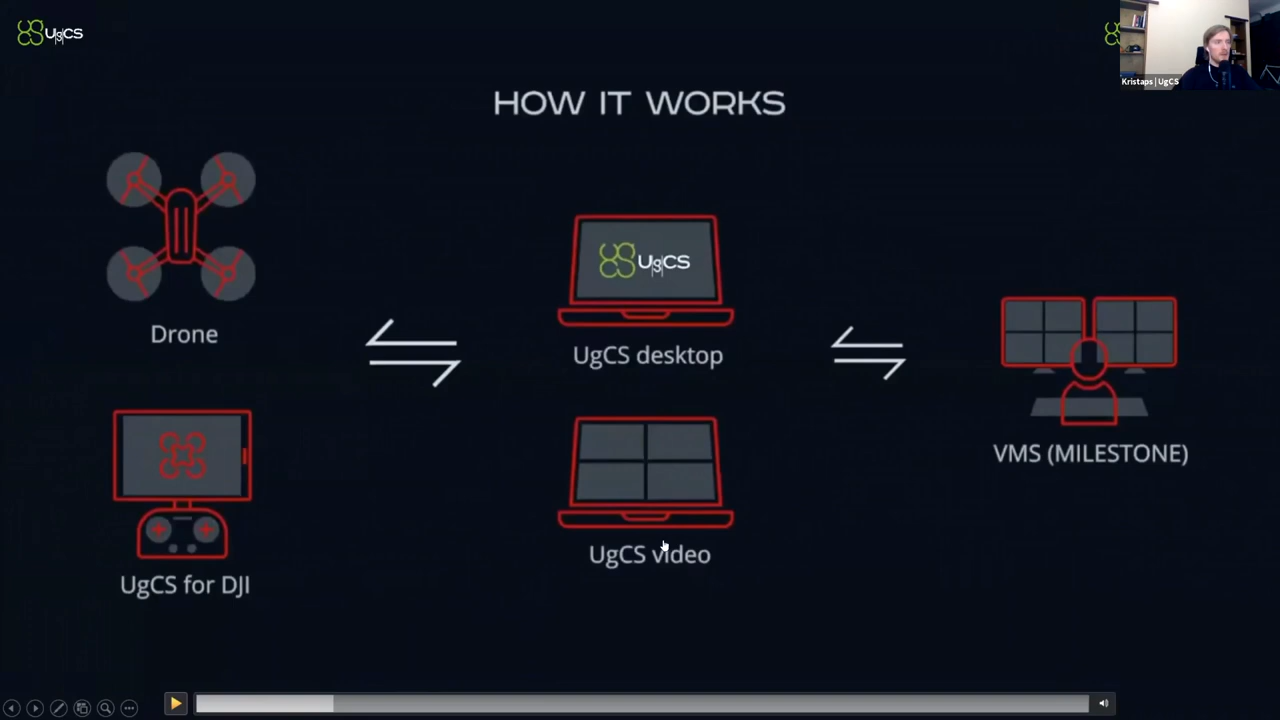 UgCS
Kristaps | UgCS
HOW IT WORKS
UgCS
Drone
UgCS desktop
VMS (MILESTONE)
UgCS video
UgCS for DJI